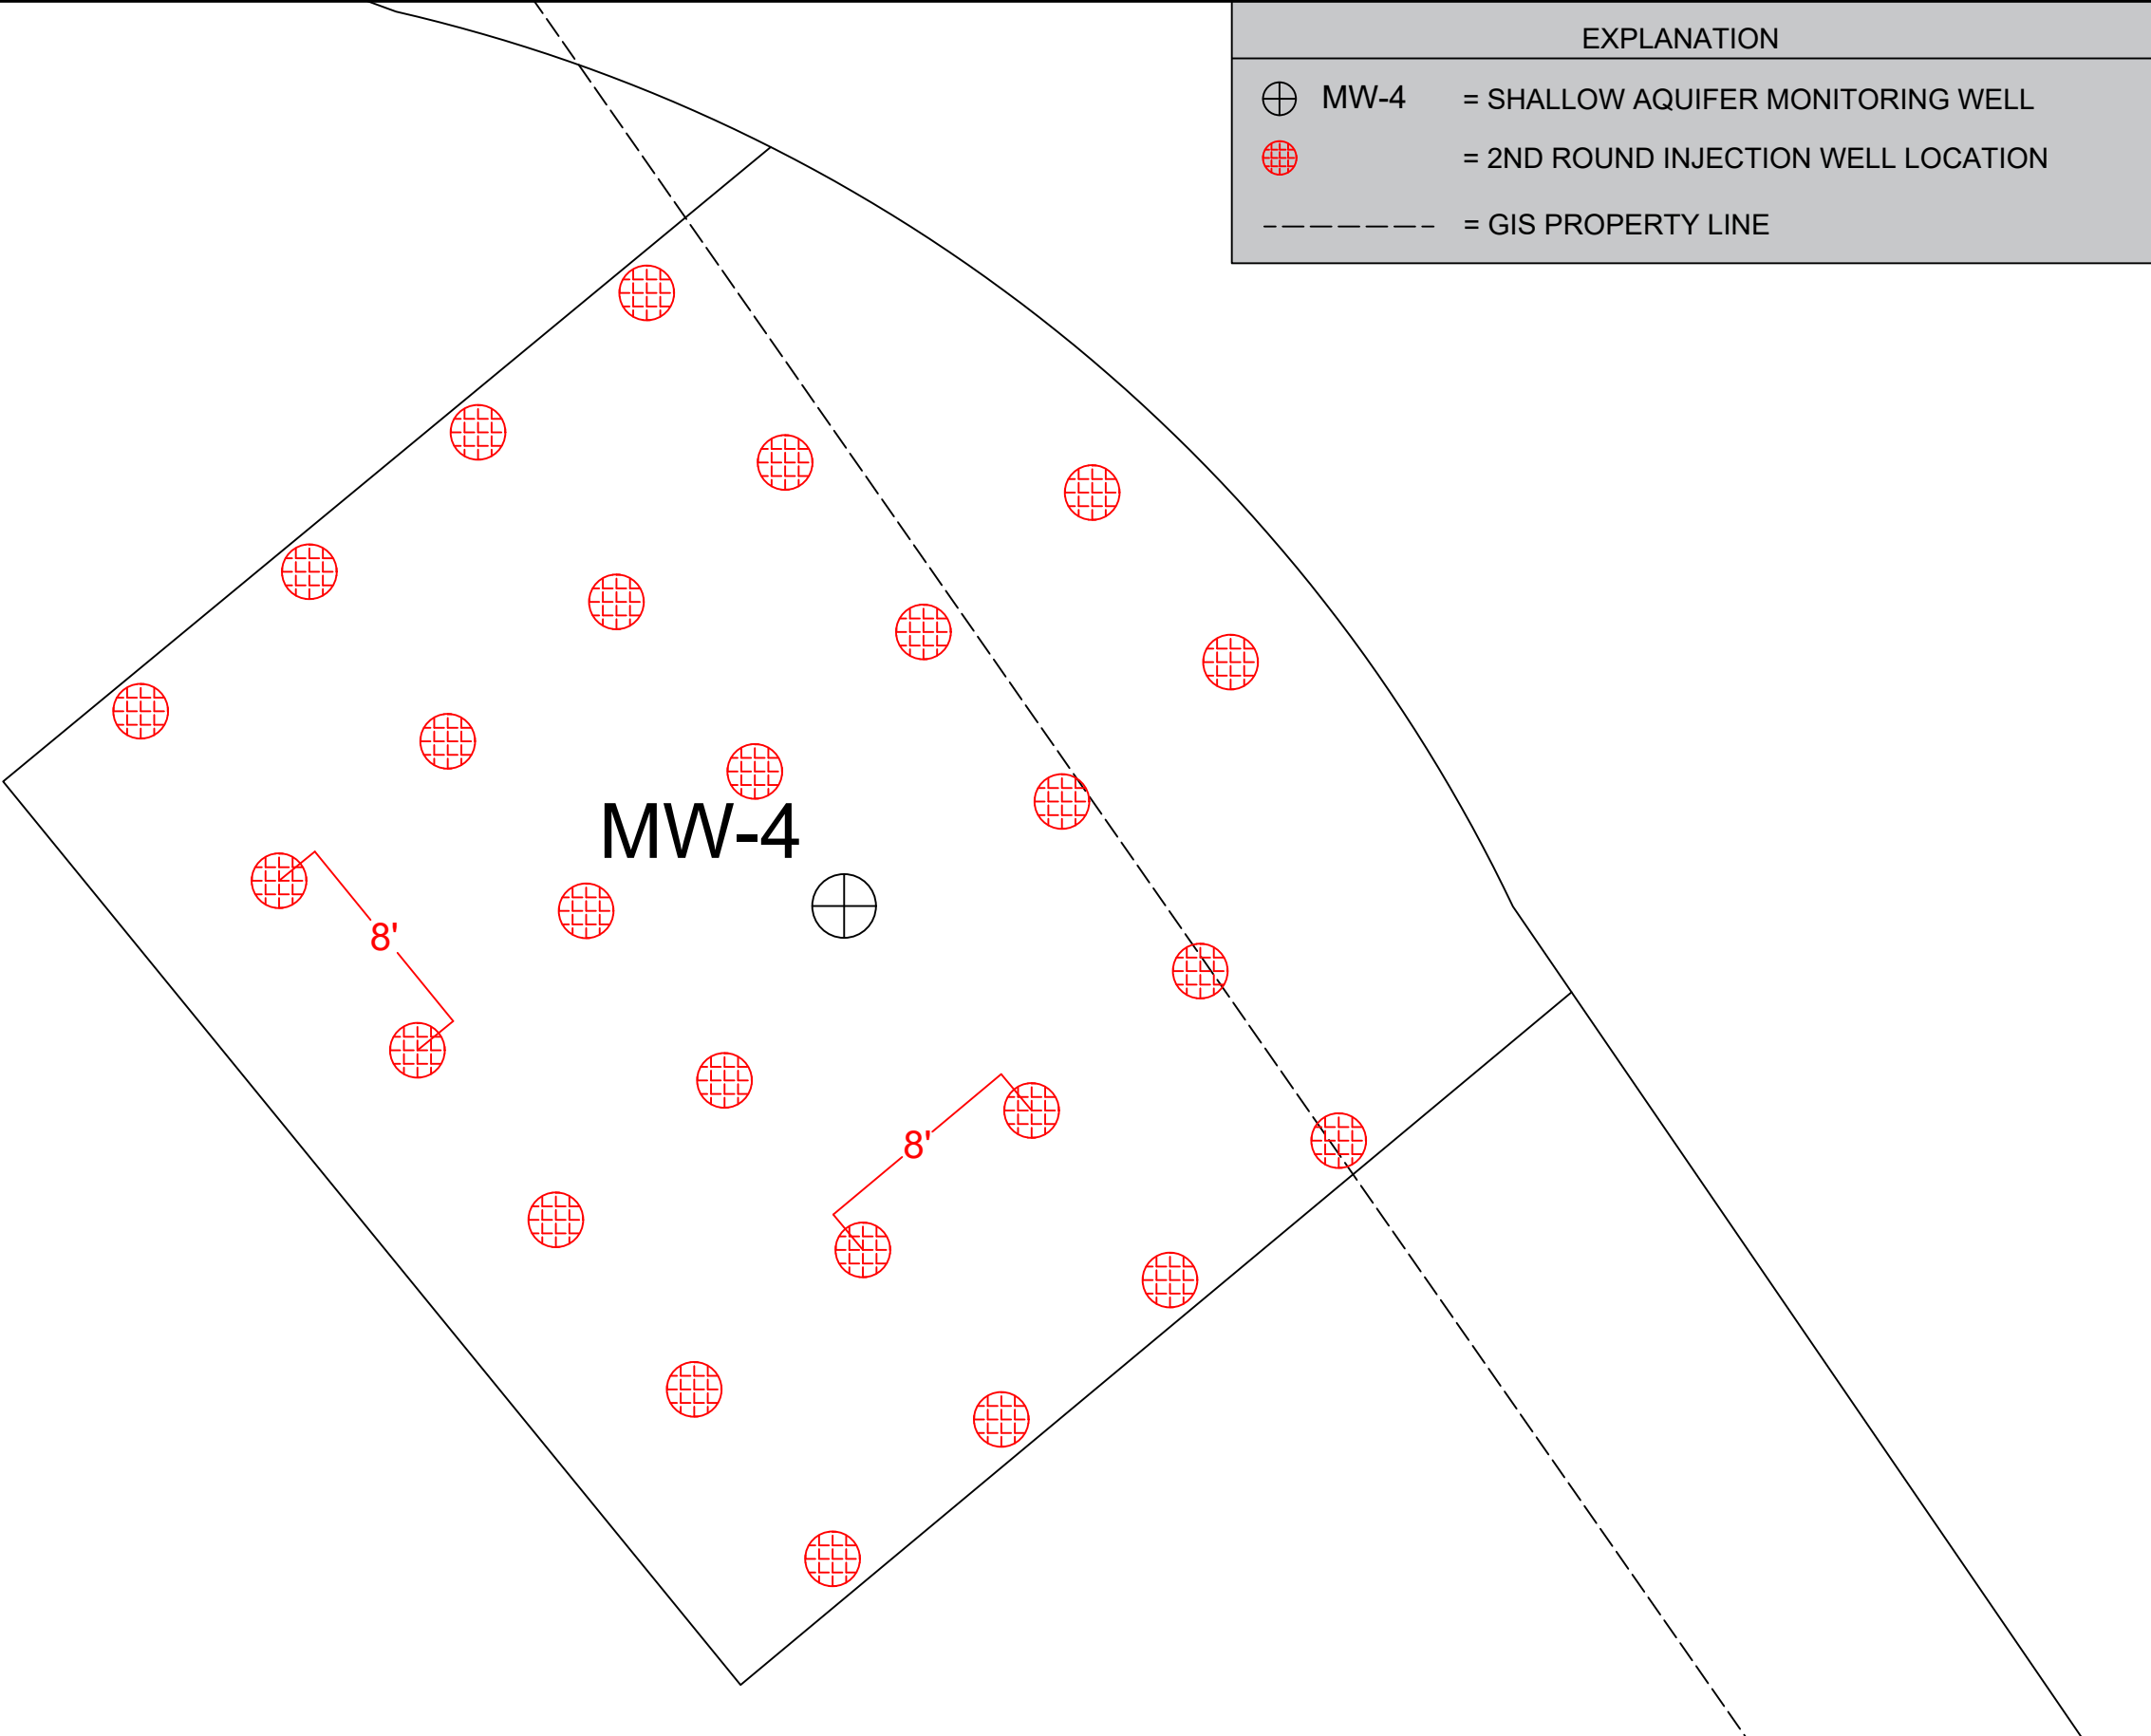 EXPLANATION
MW-4 = SHALLOW AQUIFER MONITORING WELL
= 2ND ROUND INJECTION WELL LOCATION
= GIS PROPERTY LINE
MW-4
8'
8'